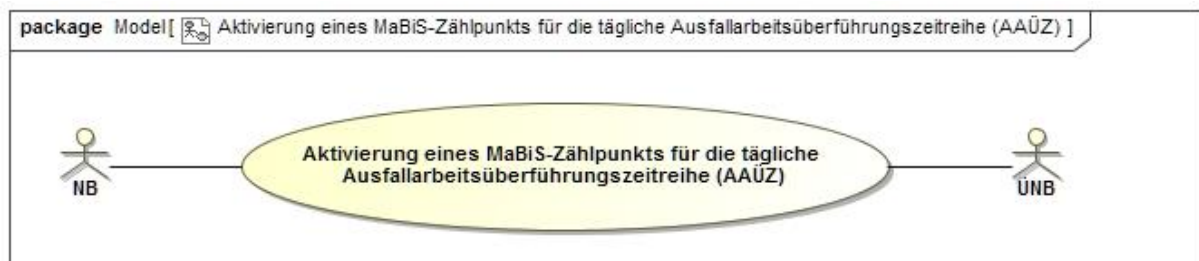 package Model[ Aktivierung eines MaBiS-Zählpunkts für die tägliche Ausfallarbeitsüberführungszeitreihe (AAÜZ) ]
Aktivierung eines MaBiS-Zählpunkts für die tägliche
Ausfallarbeitsüberführungszeitreihe (AAÜZ)
NB
ÜNB